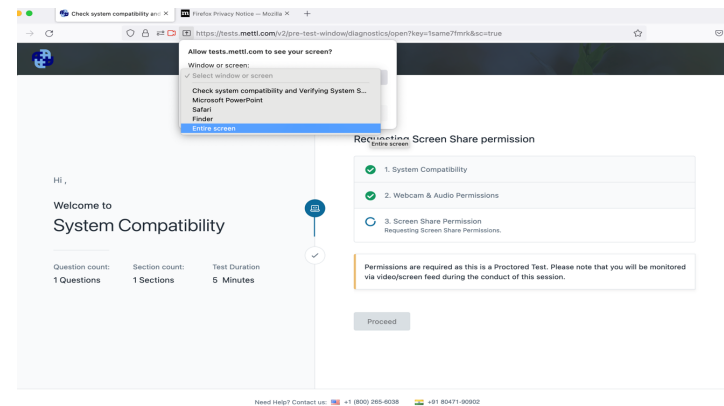 Check system compatibility and
Firefox Privacy Notice — Mozilla
https://tests.mettl.com/v2/pre-test-window/diagnostics/open?key=1same7fmrk&sc=true
Allow tests.mettl.com to see your screen?
Window or screen:
Select window or screen
Check system compatibility and Verifying System S...
Microsoft PowerPoint
Safari
Finder
Entire screen
Entire screen
Requesting Screen Share permission
1. System Compatibility
2. Webcam & Audio Permissions
3. Screen Share Permission
Requesting Screen Share Permissions.
Hi ,
Welcome to
System Compatibility
Question count: Section count: Test Duration
1 Questions 1 Sections 5 Minutes
Permissions are required as this is a Proctored Test. Please note that you will be monitored
via video/screen feed during the conduct of this session.
Proceed
Need Help? Contact us: +1 (800) 265-6038 +91 80471-90902